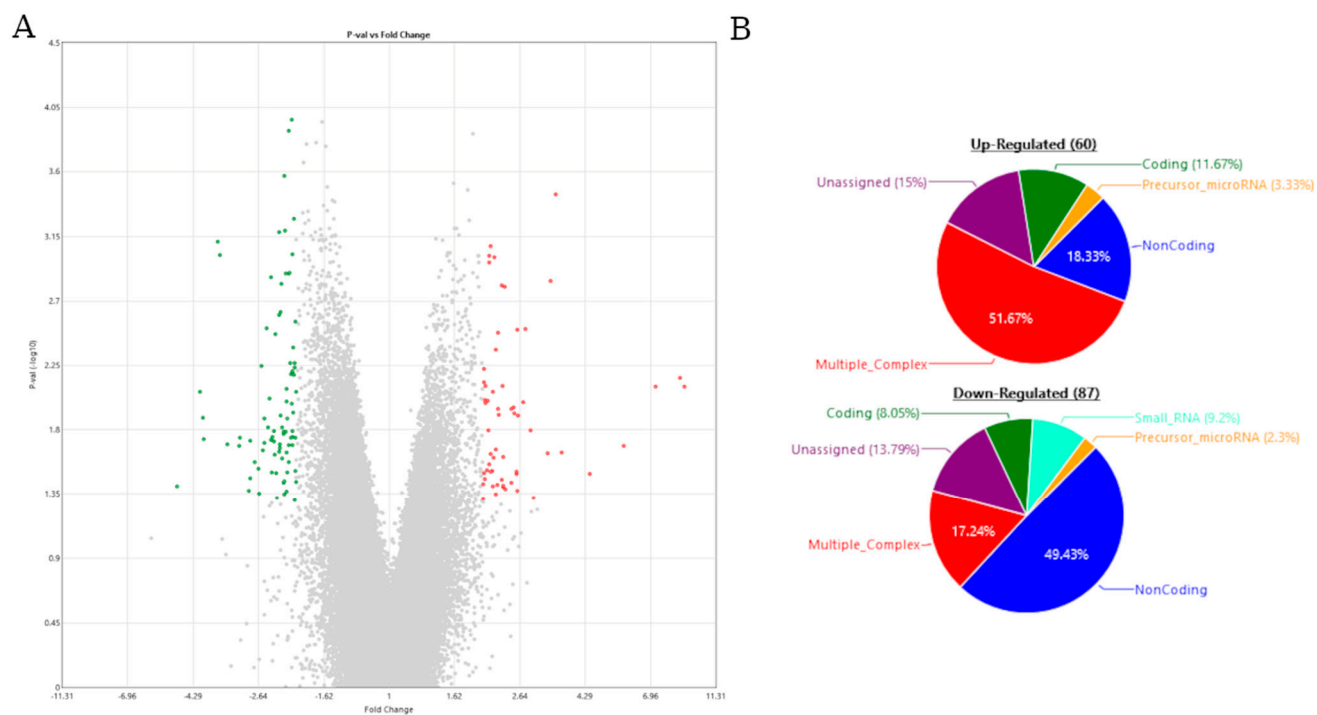 A
P-val vs Fold Change
4.5
4.05
3.6
3.15
2.7
2.25
1.8
1.35
0.9
0.45
0
P-val (-log10)
-11.31
-6.96
-4.29
-2.64
-1.62
1
1.62
2.64
4.29
6.96
11.31
Fold Change
B
Up-Regulated (60)
Coding (11.67%)
Unassigned (15%)
Precursor_microRNA (3.33%)
NonCoding
18.33%
51.67%
Multiple_Complex
Down-Regulated (87)
Coding (8.05%)
Small_RNA (9.2%)
Precursor_microRNA (2.3%)
Unassigned (13.79%)
17.24%
Multiple_Complex
49.43%
NonCoding